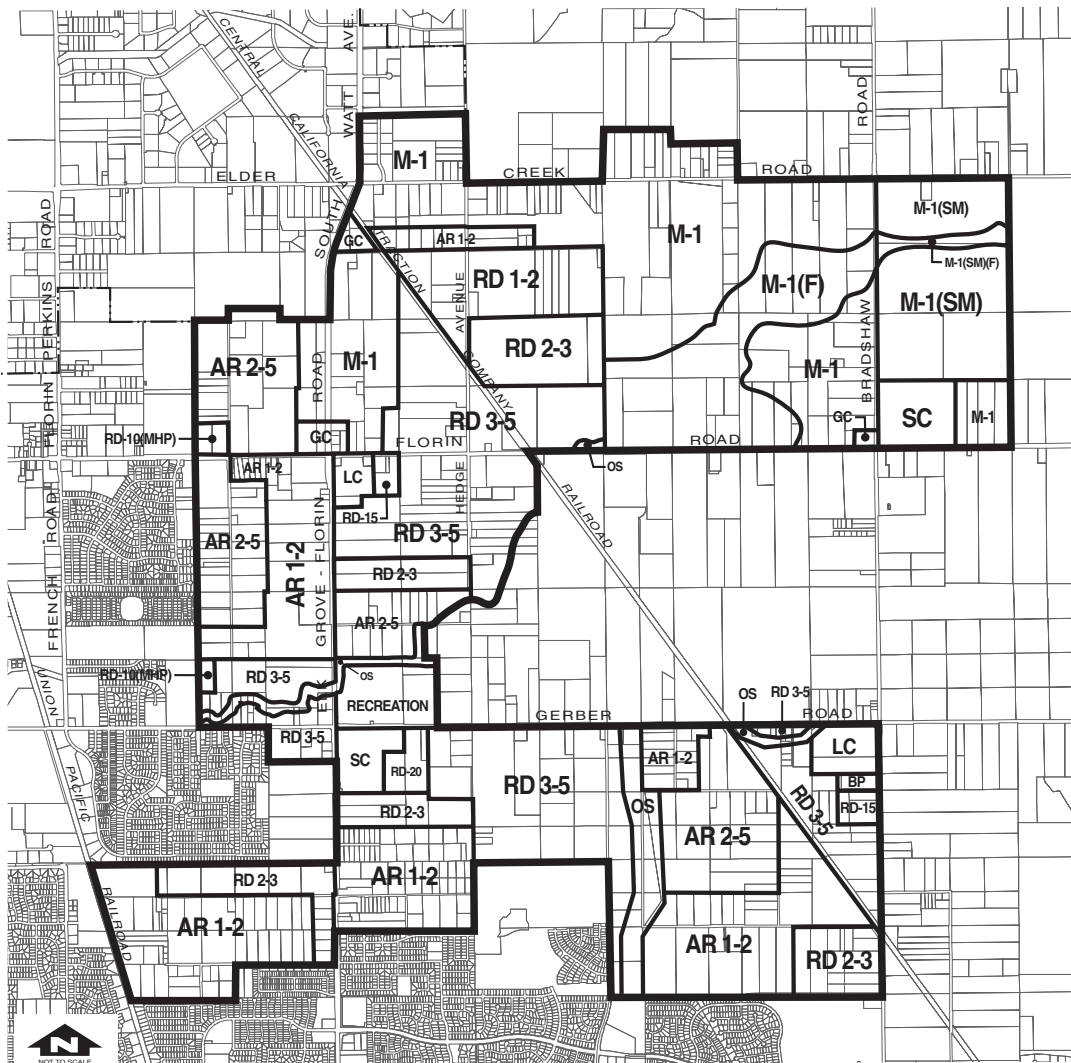 CENTRAL
CALIFORNIA
TRACTION
COMPANY
RAILROAD
WATT AVE.
SOUTH
ROAD
ELDER
CREEK
ROAD
M-1
M-1(SM)
M-1(SM)(F)
M-1(SM)
M-1
M-1(F)
M-1
GC
AR 1-2
RD 1-2
AVENUE
RD 2-3
FLORIN PERKINS ROAD
BRADSHAW
AR 2-5
ROAD
M-1
SC
M-1
GC
RD-10(MHP)
GC
RD 3-5
FLORIN
ROAD
OS
AR 1-2
LC
RD-15
HEDGE
FRENCH ROAD
AR 2-5
AR 1-2
ELK GROVE - FLORIN
RD 3-5
RD 2-3
AR 2-5
RD-10(MHP)
RD 3-5
OS
RECREATION
GERBER
ROAD
OS
RD 3-5
UNION
PACIFIC
RAILROAD
RD 3-5
SC
RD-20
RD 3-5
AR 1-2
LC
BP
RD-15
RD 3-5
OS
RD 2-3
AR 2-5
AR 1-2
RD 2-3
AR 1-2
AR 1-2
RD 2-3
N
NOT TO SCALE